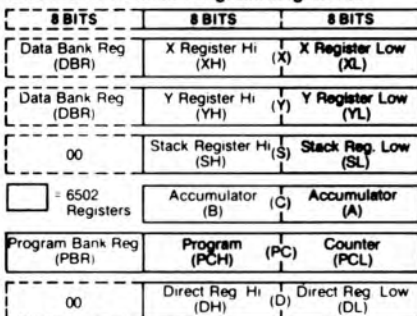 8 BITS 8 BITS 8 BITS
Data Bank Reg X Register Hi X Register Low
(DBR) (XH) (X) (XL)
Data Bank Reg Y Register Hi Y Register Low
(DBR) (YH) (Y) (YL)
00 Stack Register Hi Stack Reg. Low
(SH) (S) (SL)
= 6502 Accumulator Accumulator
Registers (B) (C) (A)
Program Bank Reg Program Counter
(PBR) (PCH) (PC) (PCL)
00 Direct Reg. Hi Direct Reg. Low
(DH) (D) (DL)